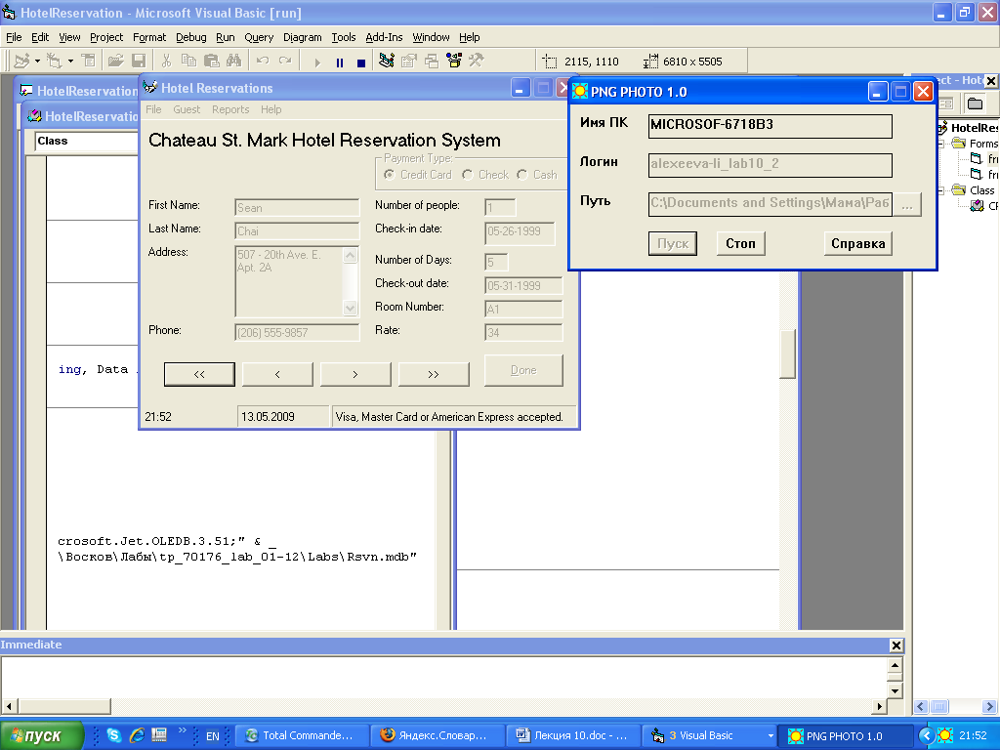 HotelReservation - Microsoft Visual Basic [run]
File Edit View Project Format Debug Run Query Diagram Tools Add-Ins Window Help
2115, 1110 6810 x 5505
HotelReservation
HotelReservatio
Class
ing, Data
crosoft.Jet.OLEDB.3.51;" & _
\Восков\Лабы\tp_70176_lab_01-12\Labs\Rsvn.mdb"
Hotel Reservations
File Guest Reports Help
Chateau St. Mark Hotel Reservation System
Payment Type:
Credit Card Check Cash
First Name: Sean
Last Name: Chai
Address: 507 - 20th Ave. E.
Apt. 2A
Phone: (206) 555-9857
Number of people: 1
Check-in date: 05-26-1999
Number of Days: 5
Check-out date: 05-31-1999
Room Number: A1
Rate: 34
<< < > >> Done
21:52 13.05.2009 Visa, Master Card or American Express accepted.
PNG PHOTO 1.0
Имя ПК MICROSOF-6718B3
Логин alexeeva-li_lab10_2
Путь C:\Documents and Settings\Мама\Раб ...
Пуск Стоп Справка
ct - Hot
HotelRes
Forms
fr
fr
Class
Immediate
пуск EN Total Commande... Яндекс.Словар... Лекция 10.doc - ... 3 Visual Basic PNG PHOTO 1.0 21:52